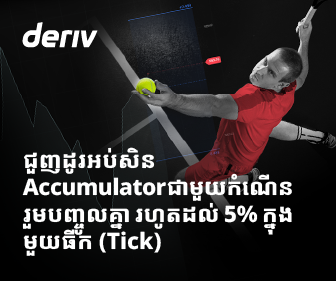 deriv
ជួញដូរអប់សិន
Accumulatorជាមួយកំណើន
រួមបញ្ចូលគ្នា រហូតដល់ 5% ក្នុង
មួយធីក (Tick)